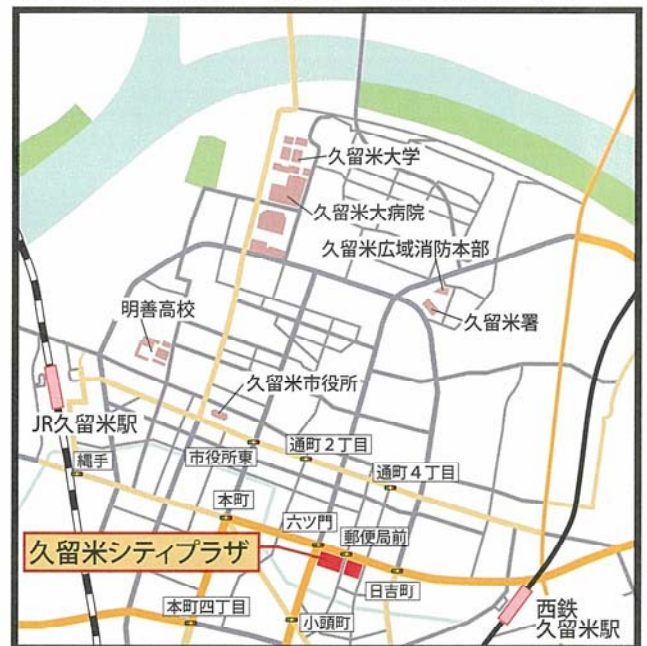 久留米大学
久留米大病院
久留米広域消防本部
明善高校
久留米署
久留米市役所
JR久留米駅
市役所東
通町2丁目
縄手
通町4丁目
本町
六ツ門
郵便局前
久留米シティプラザ
日吉町
本町四丁目
小頭町
西鉄
久留米駅